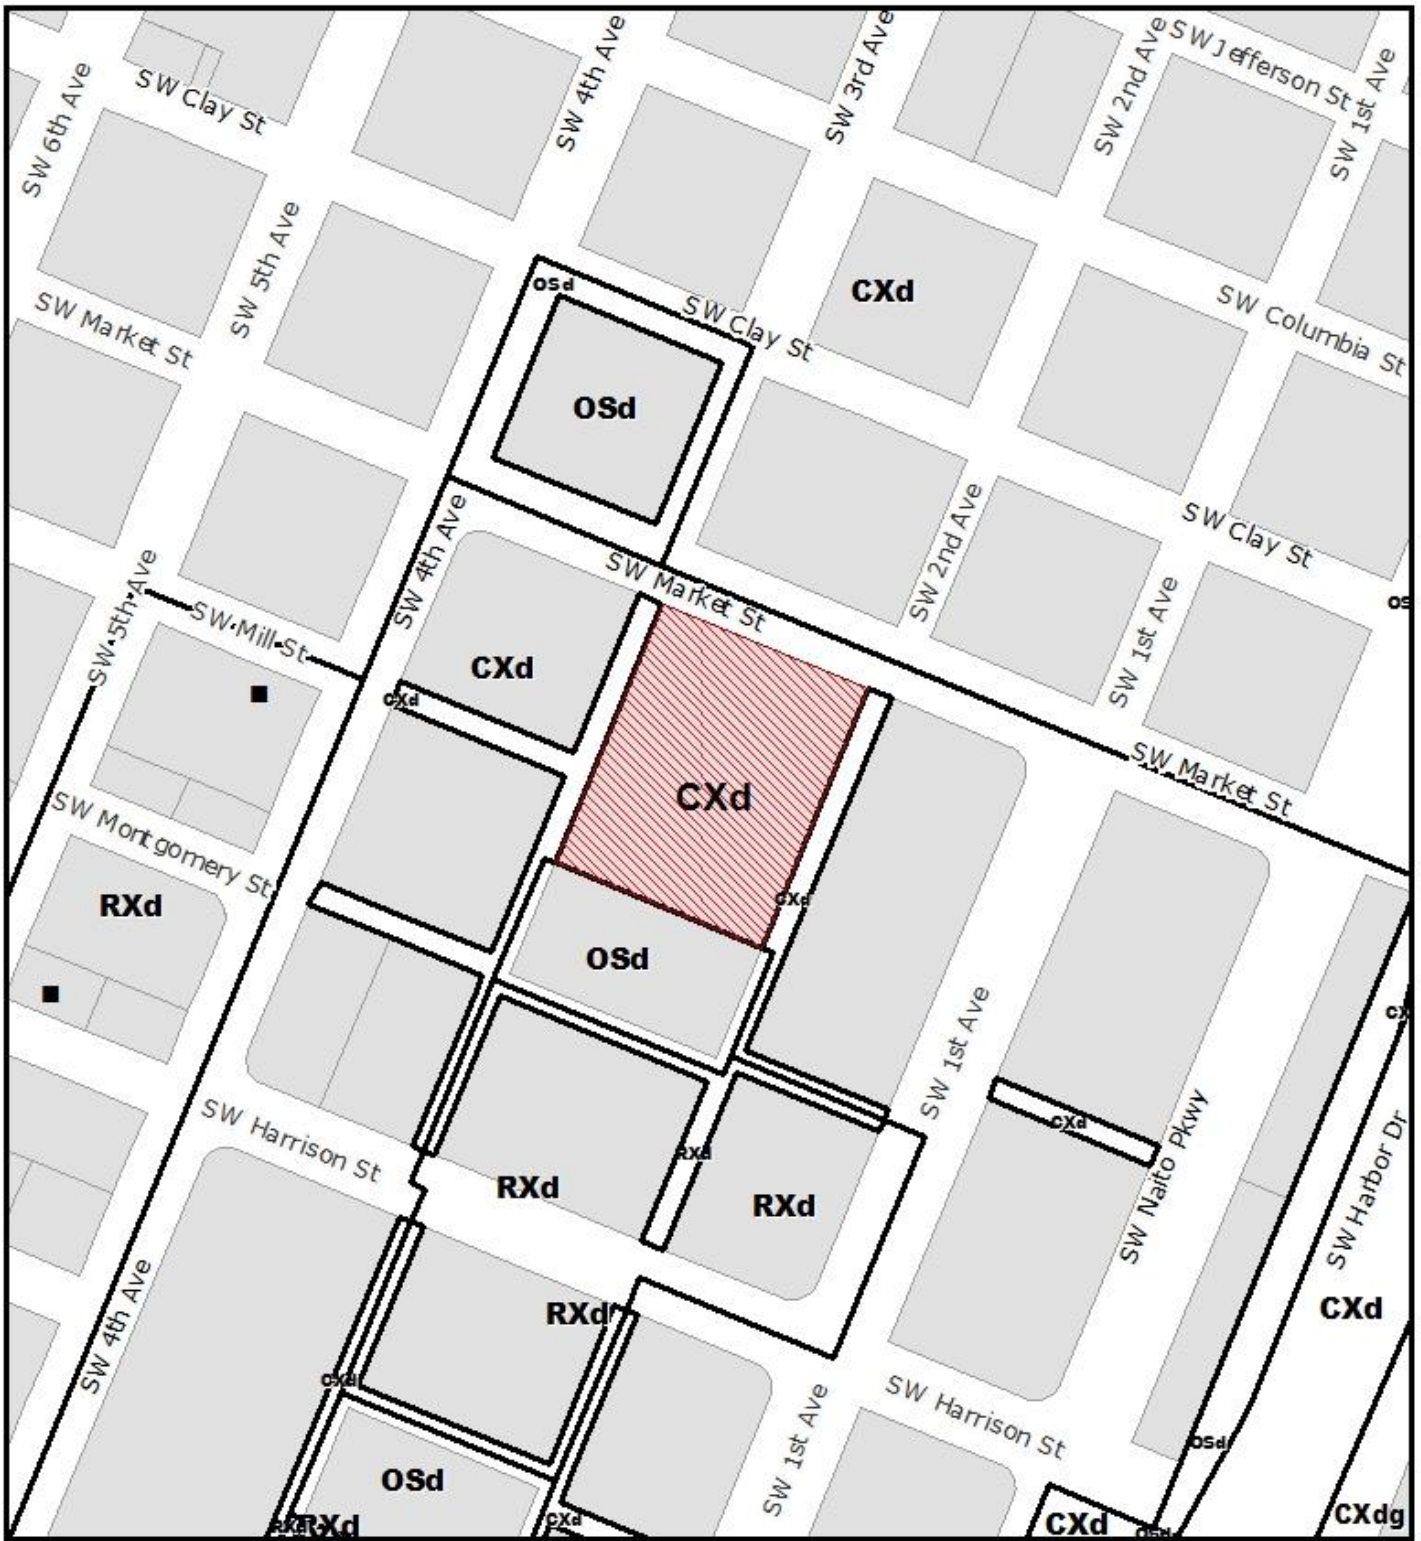 SW Jefferson St
SW 4th Ave
SW 3rd Ave
SW 2nd Ave
SW 1st Ave
SW 6th Ave
SW Clay St
SW 5th Ave
OSd
CXd
SW Columbia St
SW Market St
SW Clay St
OSd
SW 4th Ave
SW 2nd Ave
SW Clay St
SW 5th Ave
SW Mill St
SW Market St
SW 1st Ave
CXd
CXd
SW Market St
CXd
SW Montgomery St
RXd
CXd
OSd
SW 1st Ave
CXd
SW Harrison St
RXd
RXd
RXd
SW Naito Pkwy
SW Harbor Dr
SW 4th Ave
RXd
CXd
CXd
SW Harrison St
SW 1st Ave
OSd
OSd
RXd
RXd
CXd
CXd
OSd
CXdg